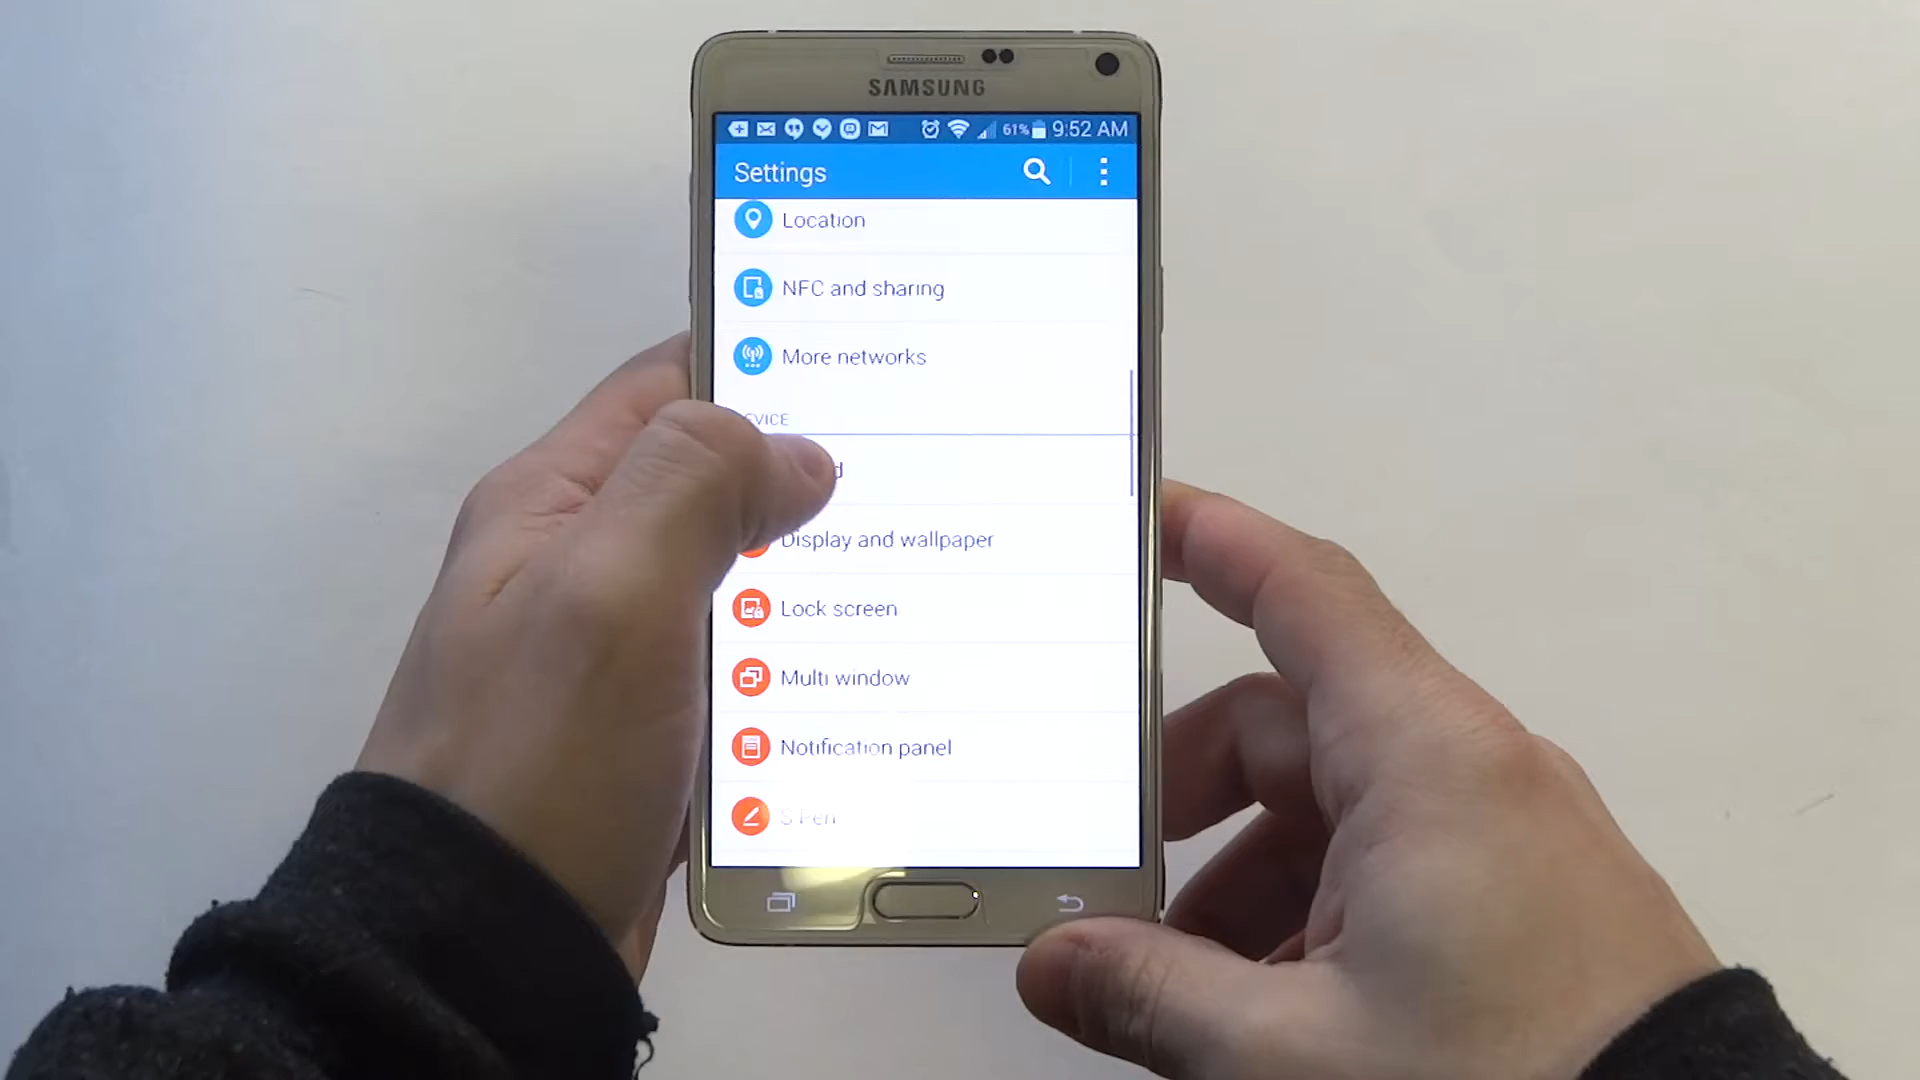 SAMSUNG
61% 9:52 AM
Settings
Location
NFC and sharing
More networks
EVICE
d
Display and wallpaper
Lock screen
Multi window
Notification panel
S Pen